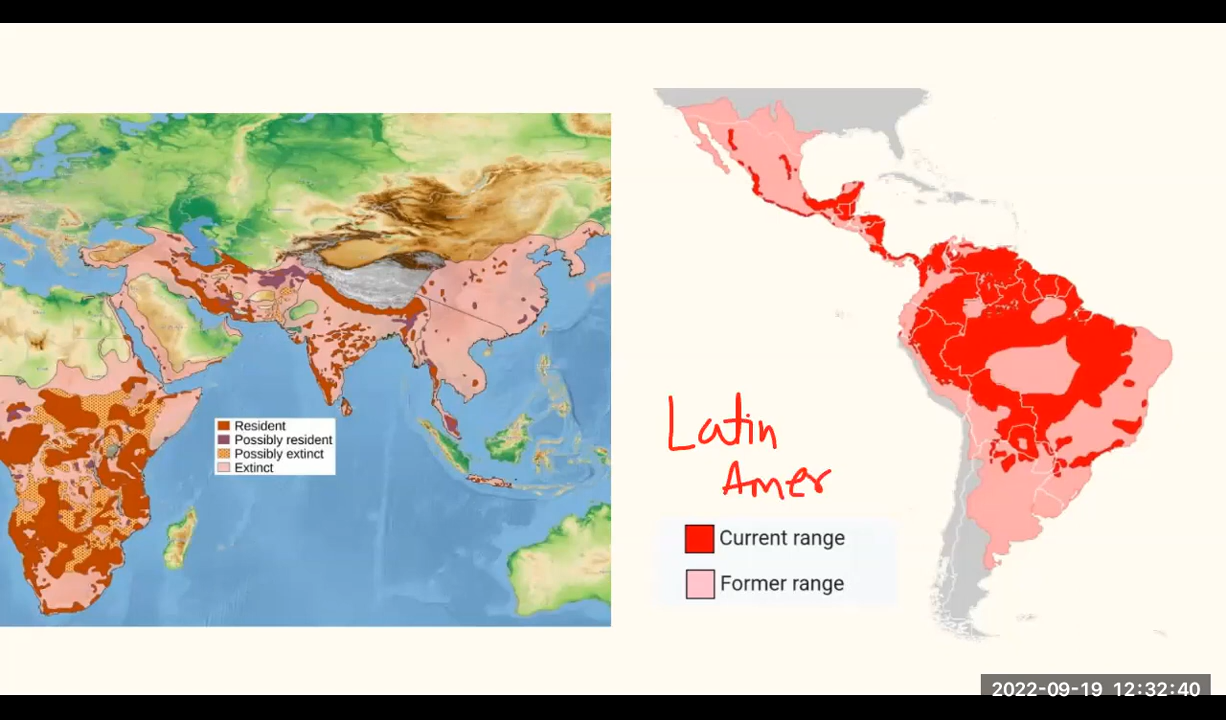 Resident
Possibly resident
Possibly extinct
Extinct
Latin
Amer
Current range
Former range
2022-09-19 12:32:40